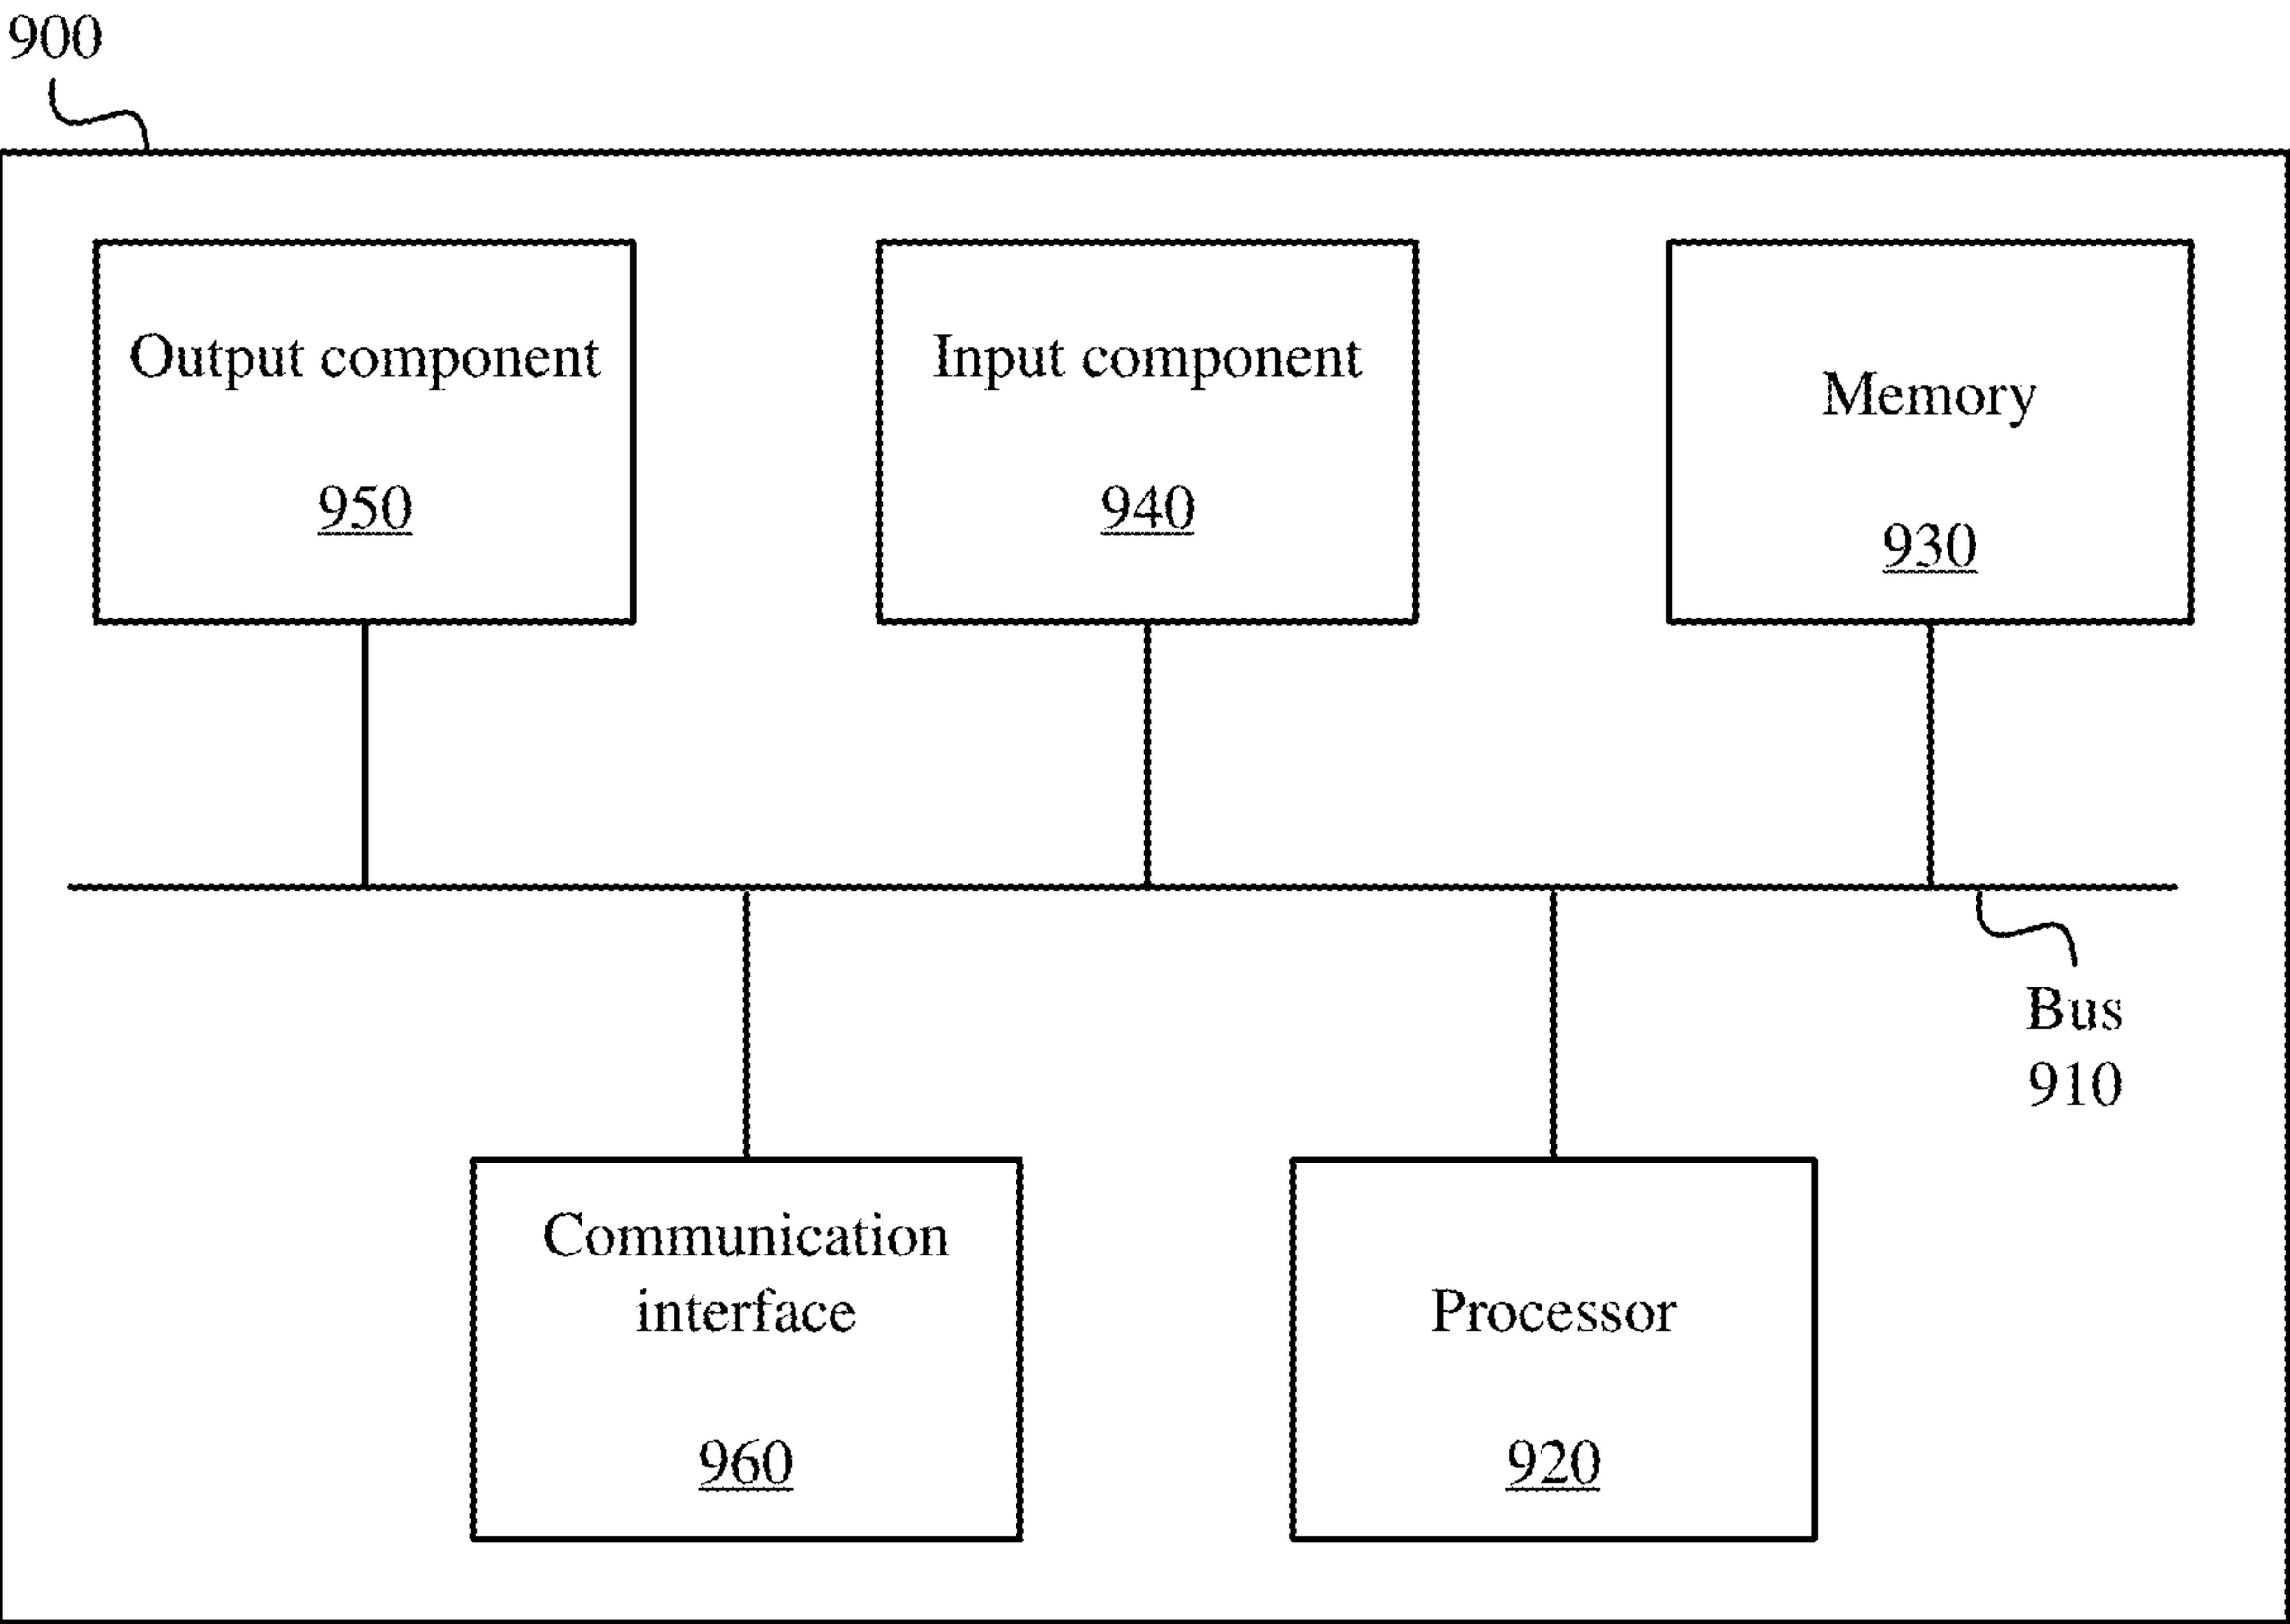 900
Output component
950
Input component
940
Memory
930
Bus
910
Communication
interface
960
Processor
920